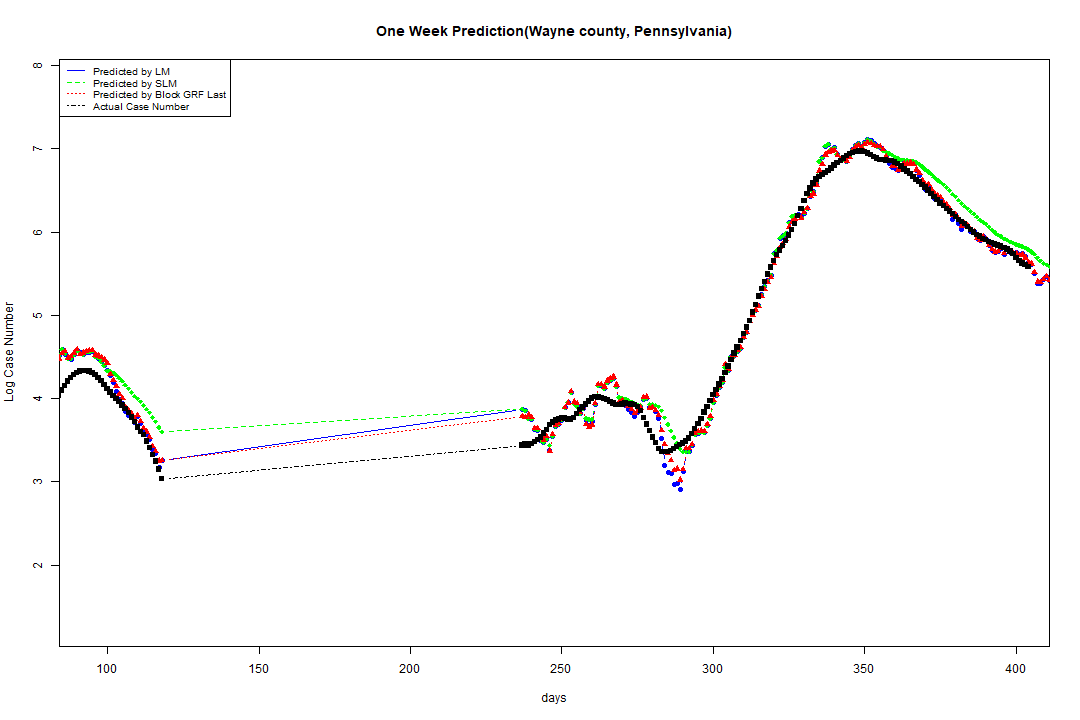 One Week Prediction(Wayne county, Pennsylvania)
Predicted by LM
Predicted by SLM
Predicted by Block GRF Last
Actual Case Number
8
7
6
5
4
3
2
Log Case Number
100 150 200 250 300 350 400
days